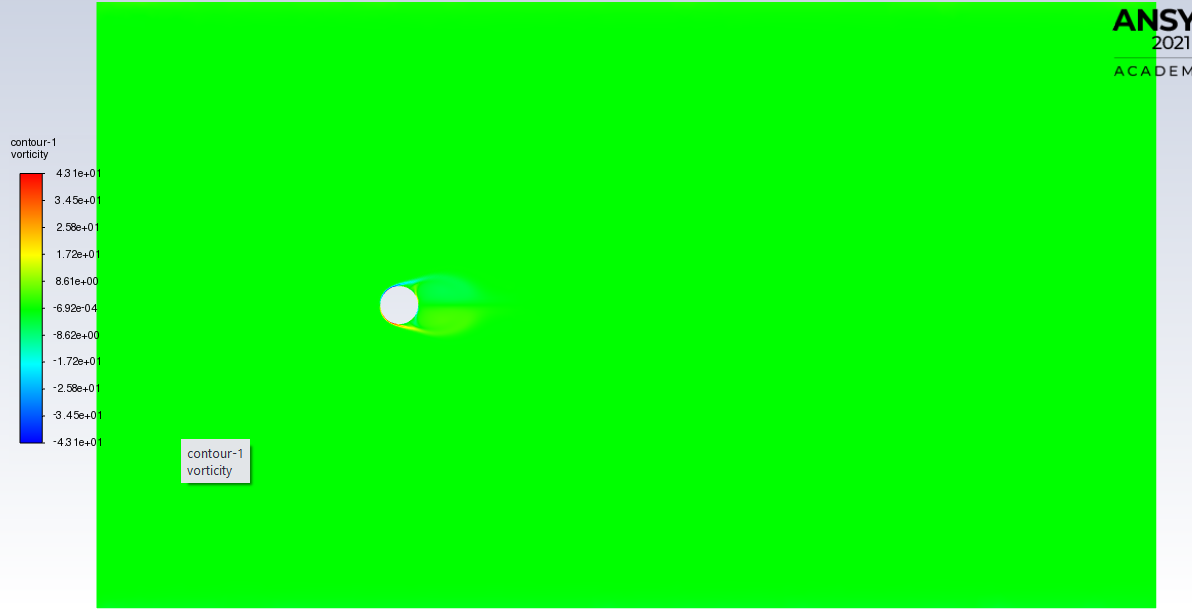 ANSY
2021
ACADEM
contour-1
vorticity
4.31e+01
3.45e+01
2.58e+01
1.72e+01
8.61e+00
-6.92e-04
-8.62e+00
-1.72e+01
-2.58e+01
-3.45e+01
-4.31e+01
contour-1
vorticity